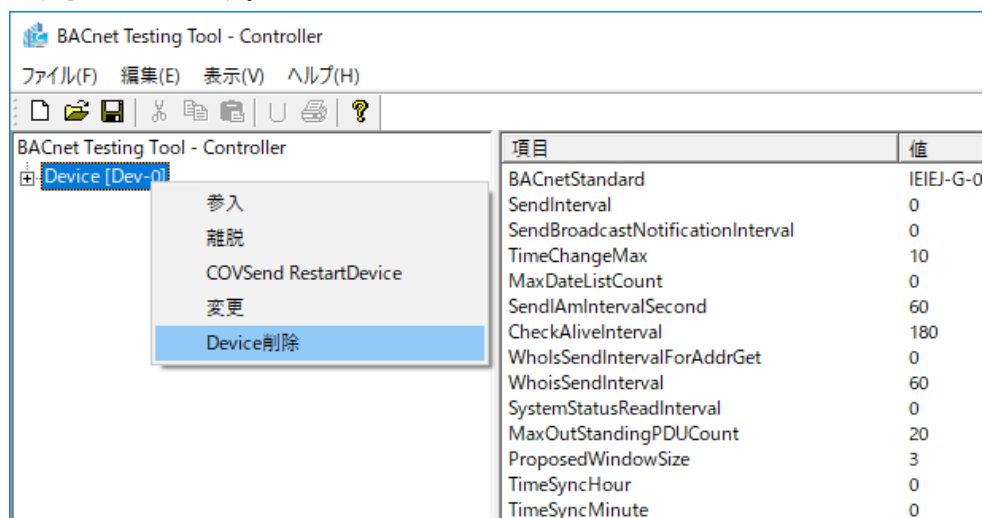 BACnet Testing Tool - Controller
ファイル(F) 編集(E) 表示(V) ヘルプ(H)
BACnet Testing Tool - Controller
Device [Dev-0]
参入
離脱
COVSend RestartDevice
変更
Device削除
項目 値
BACnetStandard IEIEJ-G-0
SendInterval 0
SendBroadcastNotificationInterval 0
TimeChangeMax 10
MaxDateListCount 0
SendIAmIntervalSecond 60
CheckAliveInterval 180
WhoIsSendIntervalForAddrGet 0
WhoisSendInterval 60
SystemStatusReadInterval 0
MaxOutStandingPDUCount 20
ProposedWindowSize 3
TimeSyncHour 0
TimeSyncMinute 0